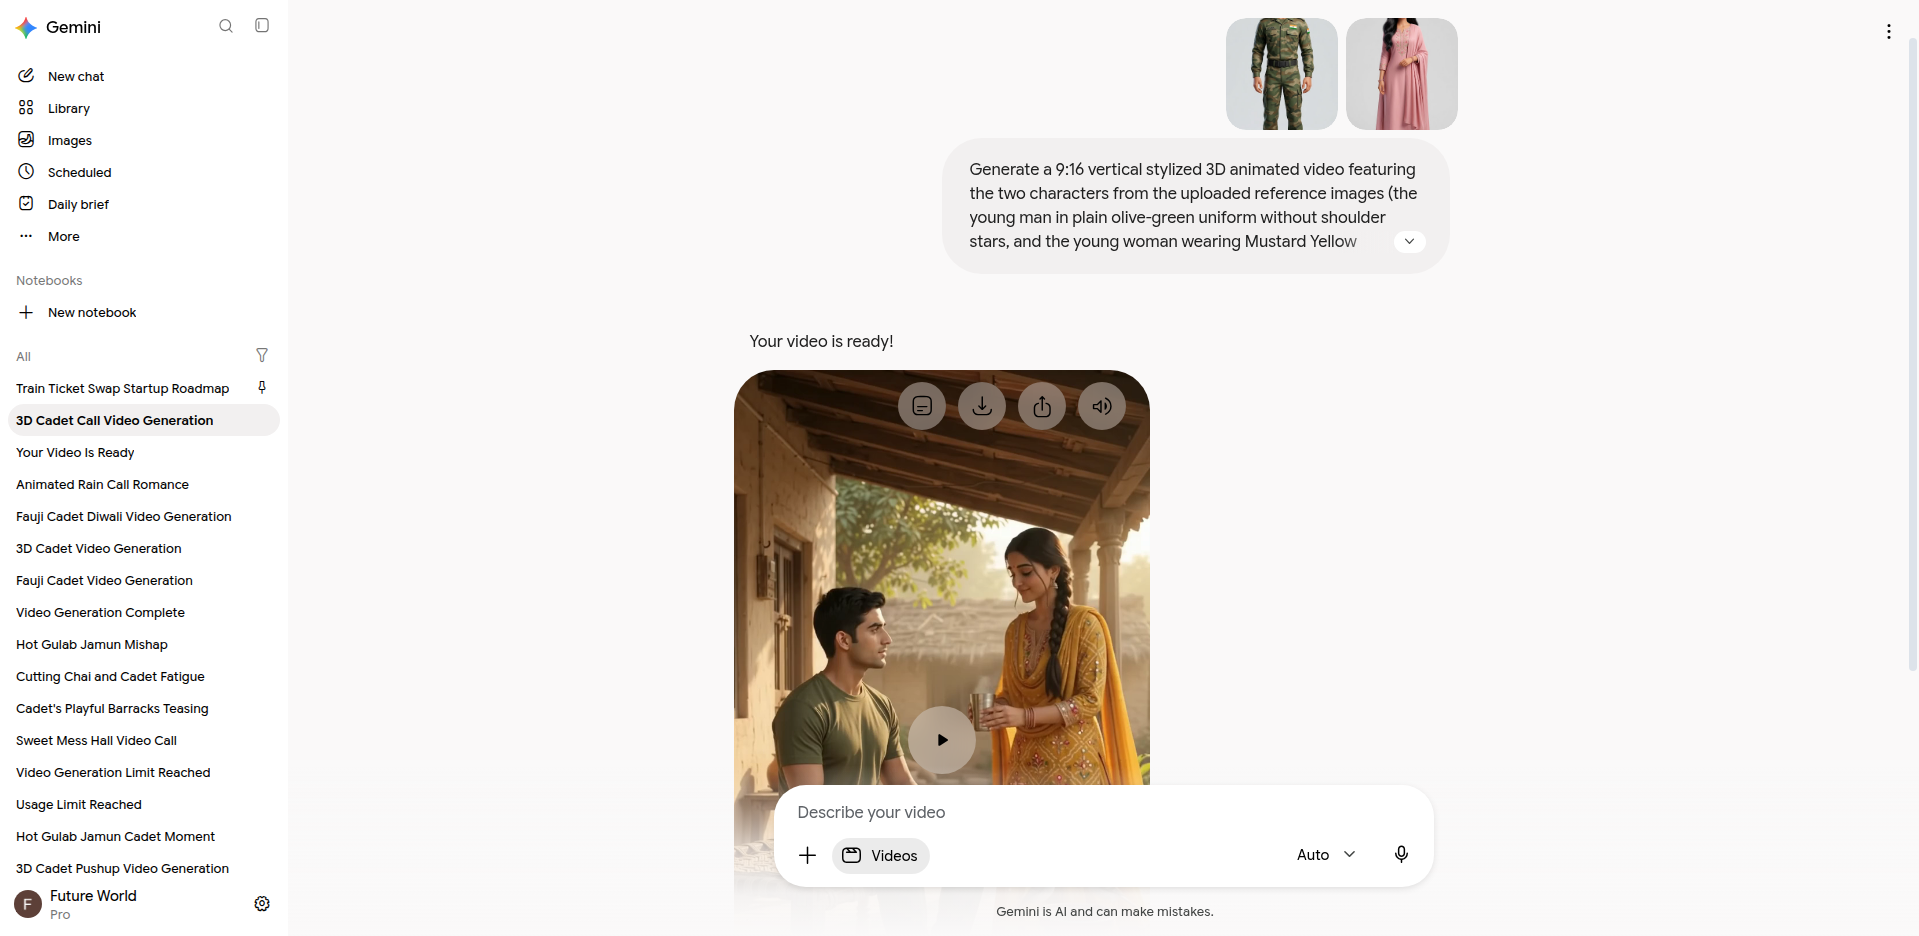 Gemini
New chat
Library
Images
Scheduled
Daily brief
More
Notebooks
New notebook
All
Train Ticket Swap Startup Roadmap
3D Cadet Call Video Generation
Your Video Is Ready
Animated Rain Call Romance
Fauji Cadet Diwali Video Generation
3D Cadet Video Generation
Fauji Cadet Video Generation
Video Generation Complete
Hot Gulab Jamun Mishap
Cutting Chai and Cadet Fatigue
Cadet's Playful Barracks Teasing
Sweet Mess Hall Video Call
Video Generation Limit Reached
Usage Limit Reached
Hot Gulab Jamun Cadet Moment
3D Cadet Pushup Video Generation
F
Future World
Pro
Generate a 9:16 vertical stylized 3D animated video featuring
the two characters from the uploaded reference images (the
young man in plain olive-green uniform without shoulder
stars, and the young woman wearing Mustard Yellow
Your video is ready!
Describe your video
Videos
Auto
Gemini is AI and can make mistakes.